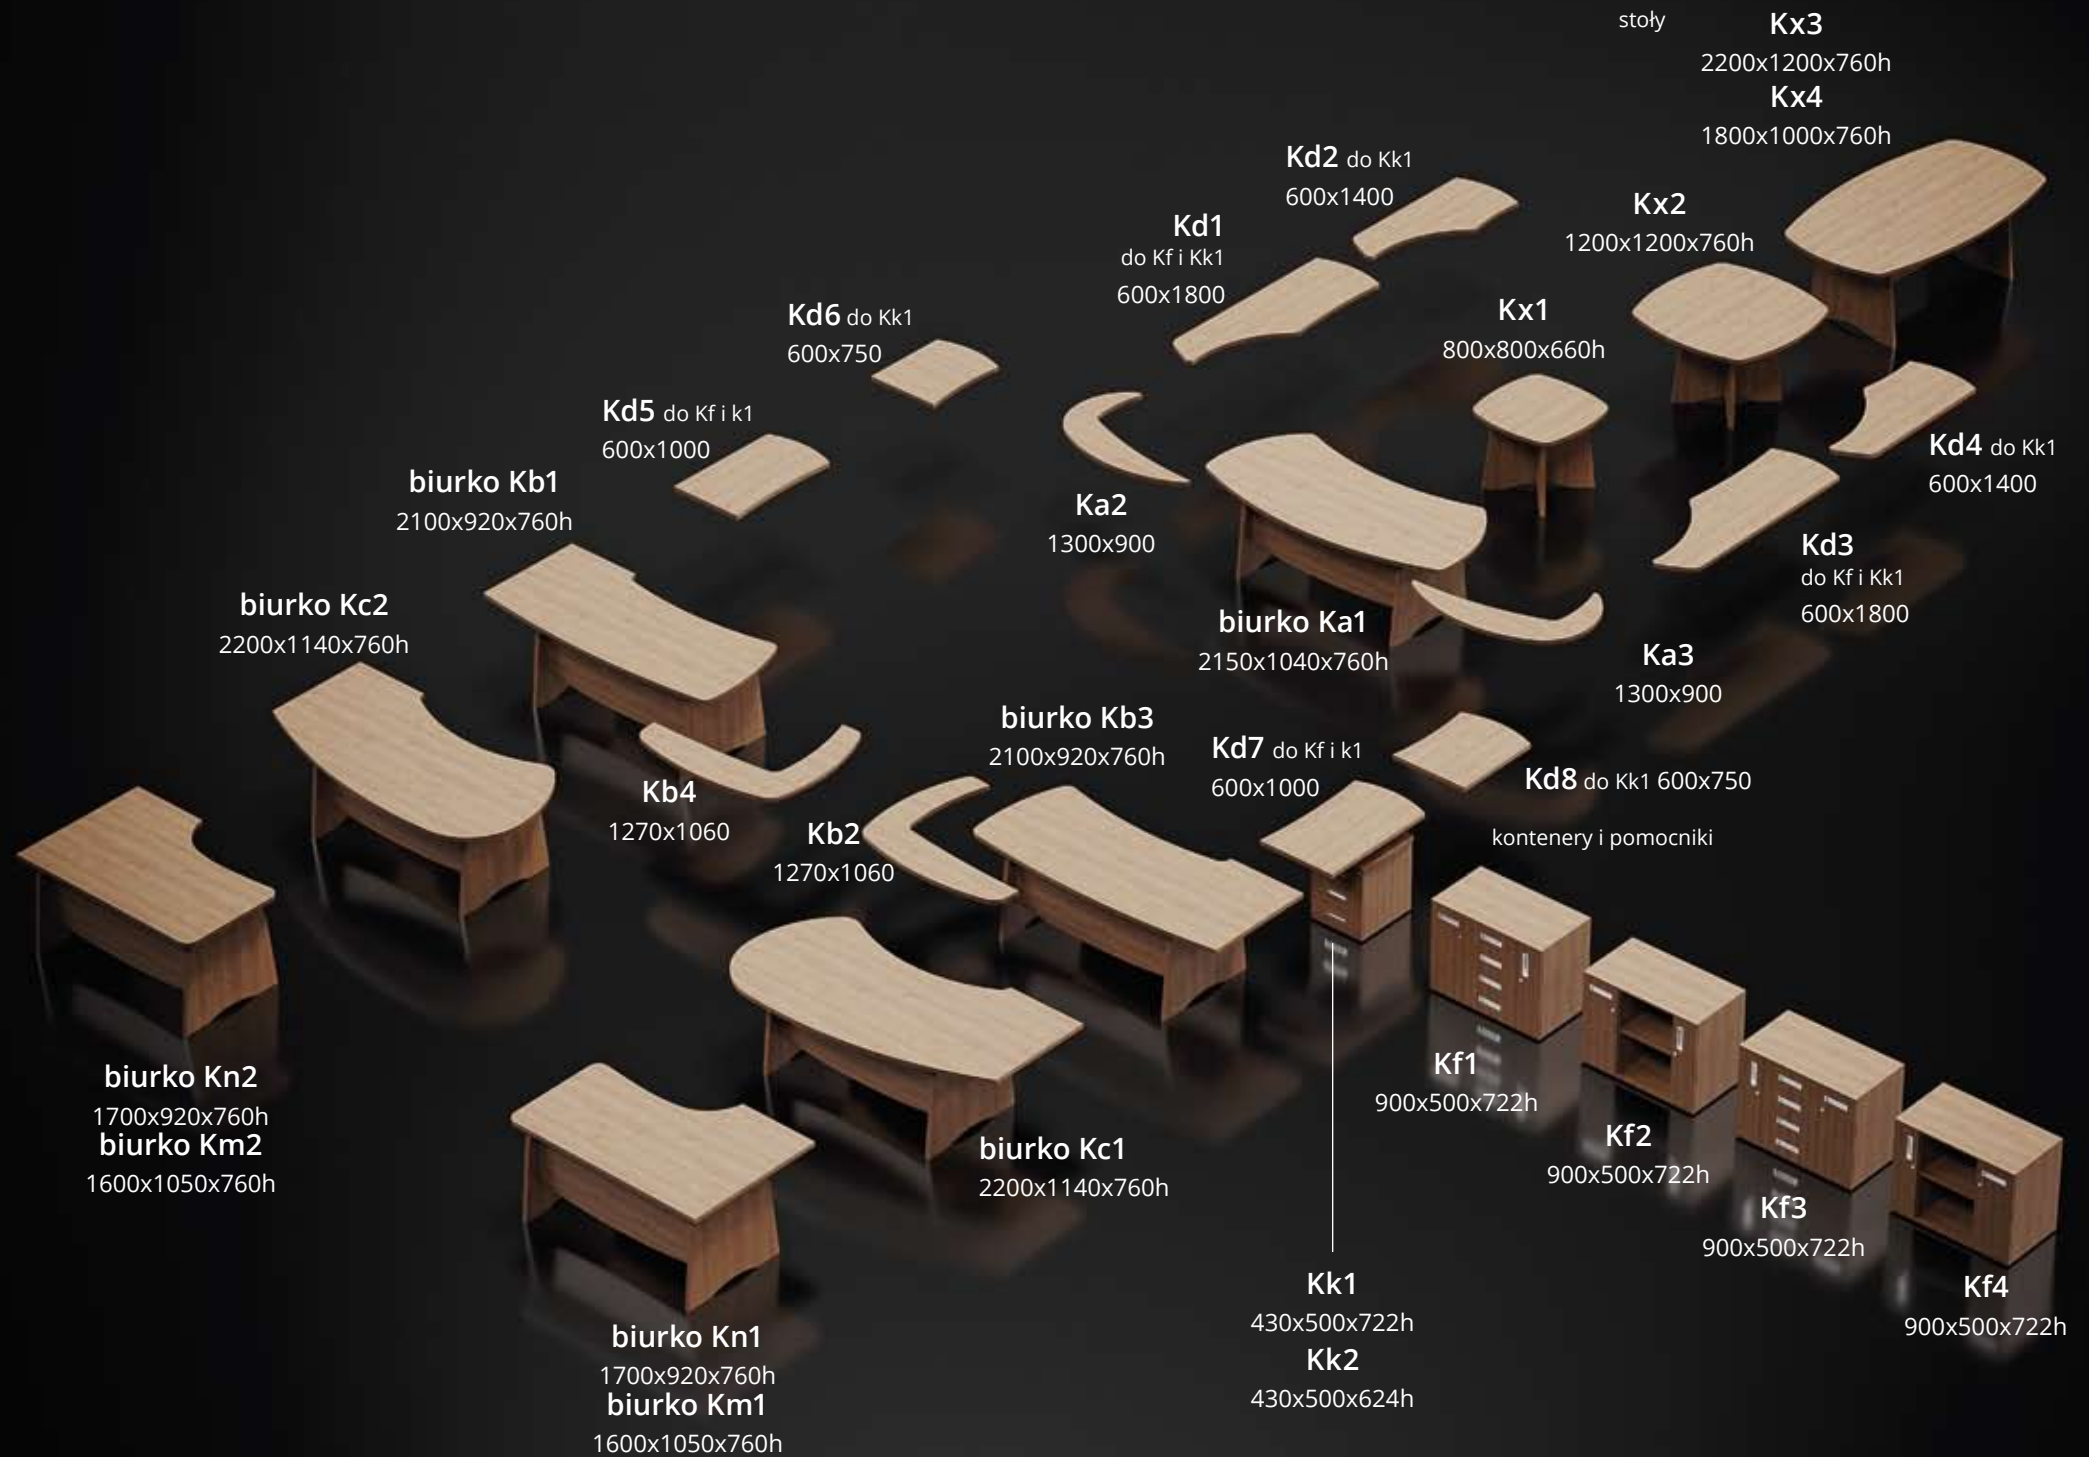 stoły
Kx3
2200x1200x760h
Kx4
1800x1000x760h
Kd2 do Kk1
600x1400
Kx2
1200x1200x760h
Kd1
do Kf i Kk1
600x1800
Kx1
800x800x660h
Kd6 do Kk1
600x750
Kd5 do Kf i k1
600x1000
Kd4 do Kk1
600x1400
biurko Kb1
2100x920x760h
Ka2
1300x900
Kd3
do Kf i Kk1
600x1800
biurko Kc2
2200x1140x760h
biurko Ka1
2150x1040x760h
Ka3
1300x900
biurko Kb3
2100x920x760h
Kd7 do Kf i k1
600x1000
Kd8 do Kk1 600x750
Kb4
1270x1060
Kb2
1270x1060
kontenery i pomocniki
biurko Kn2
1700x920x760h
biurko Km2
1600x1050x760h
Kf1
900x500x722h
biurko Kc1
2200x1140x760h
Kf2
900x500x722h
Kf3
900x500x722h
Kf4
900x500x722h
Kk1
430x500x722h
Kk2
430x500x624h
biurko Kn1
1700x920x760h
biurko Km1
1600x1050x760h